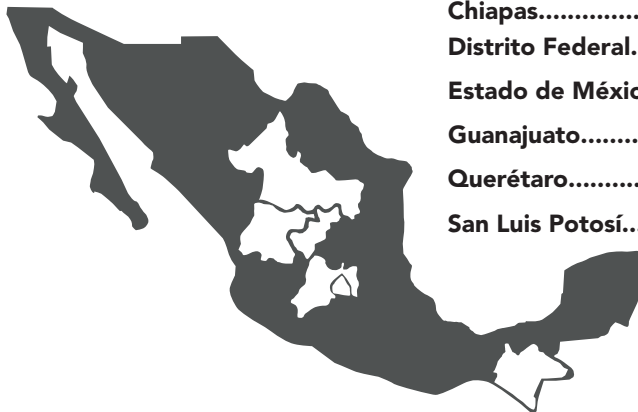 Chiapas..............
Distrito Federal.
Estado de Méxic
Guanajuato........
Querétaro..........
San Luis Potosí...